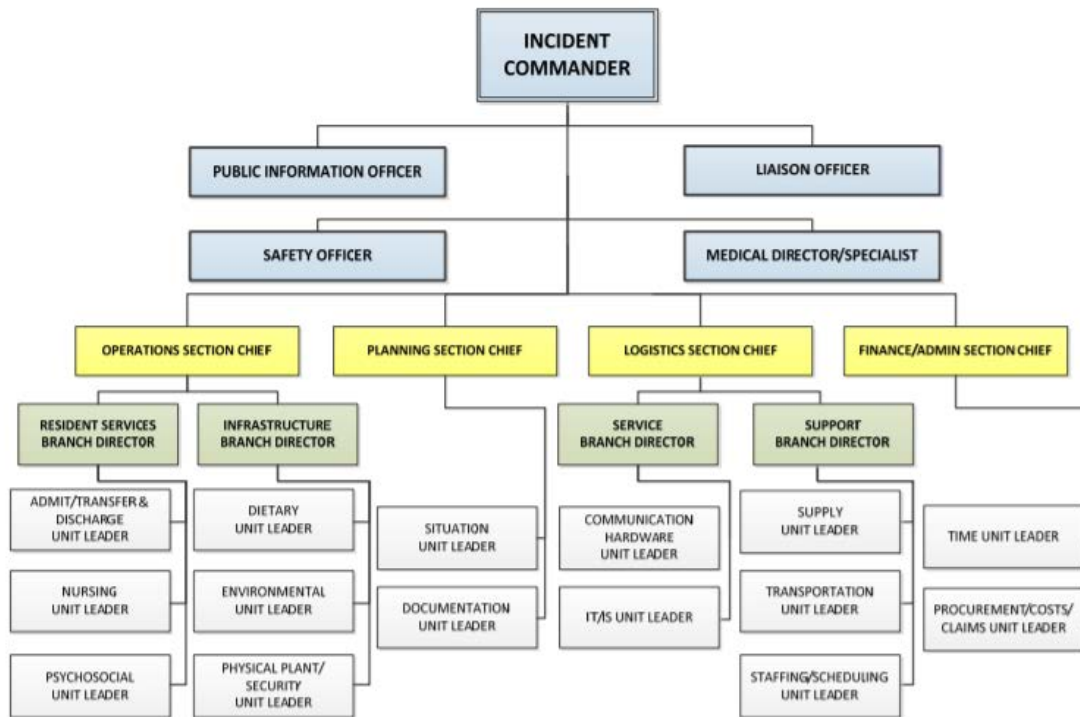 INCIDENT
COMMANDER
PUBLIC INFORMATION OFFICER
LIAISON OFFICER
SAFETY OFFICER
MEDICAL DIRECTOR/SPECIALIST
OPERATIONS SECTION CHIEF
PLANNING SECTION CHIEF
LOGISTICS SECTION CHIEF
FINANCE/ADMIN SECTION CHIEF
RESIDENT SERVICES
BRANCH DIRECTOR
INFRASTRUCTURE
BRANCH DIRECTOR
SERVICE
BRANCH DIRECTOR
SUPPORT
BRANCH DIRECTOR
ADMIT/TRANSFER &
DISCHARGE
UNIT LEADER
NURSING
UNIT LEADER
PSYCHOSOCIAL
UNIT LEADER
DIETARY
UNIT LEADER
ENVIRONMENTAL
UNIT LEADER
PHYSICAL PLANT/
SECURITY
UNIT LEADER
SITUATION
UNIT LEADER
DOCUMENTATION
UNIT LEADER
COMMUNICATION
HARDWARE
UNIT LEADER
IT/IS UNIT LEADER
SUPPLY
UNIT LEADER
TRANSPORTATION
UNIT LEADER
STAFFING/SCHEDULING
UNIT LEADER
TIME UNIT LEADER
PROCUREMENT/COSTS/
CLAIMS UNIT LEADER